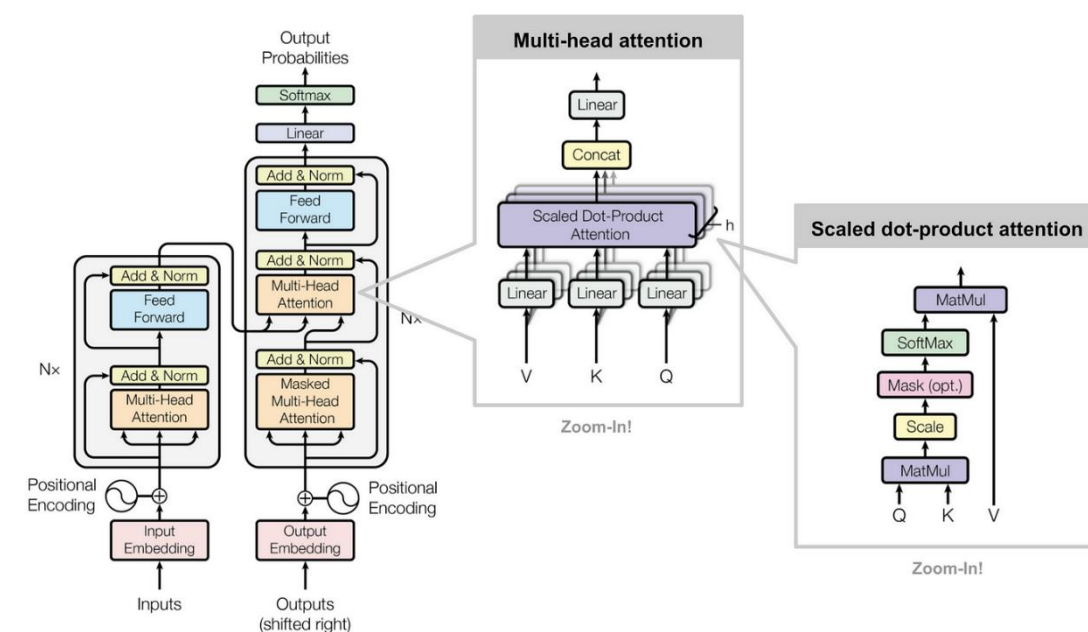 Output
Probabilities
Softmax
Linear
Add & Norm
Feed
Forward
Add & Norm
Multi-Head
Attention
Nx
Add & Norm
Masked
Multi-Head
Attention
Add & Norm
Feed
Forward
Nx
Add & Norm
Multi-Head
Attention
Positional
Encoding
Positional
Encoding
Input
Embedding
Output
Embedding
Inputs
Outputs
(shifted right)
Multi-head attention
Linear
Concat
Scaled Dot-Product
Attention
h
Linear
Linear
Linear
V
K
Q
Zoom-In!
Scaled dot-product attention
MatMul
SoftMax
Mask (opt.)
Scale
MatMul
Q
K
V
Zoom-In!